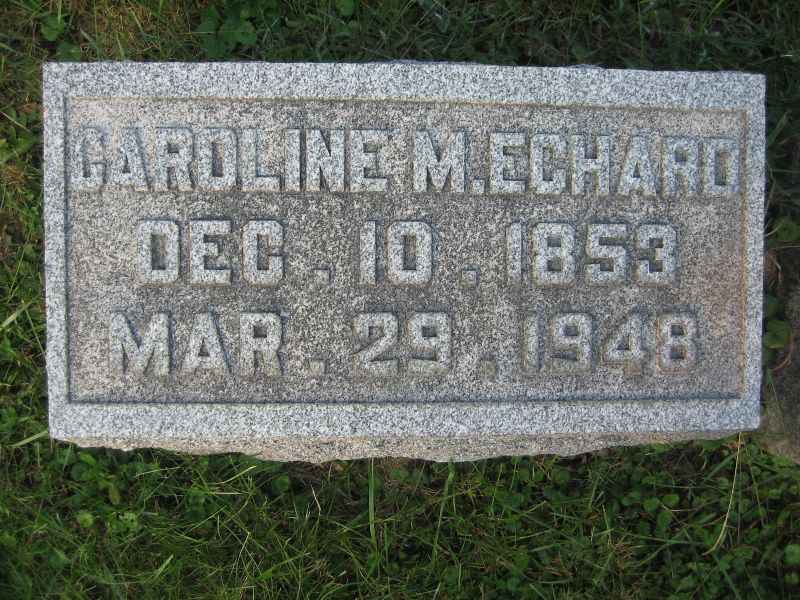 CAROLINE M. ECHARD
DEC. 10. 1853
MAR. 29. 1948